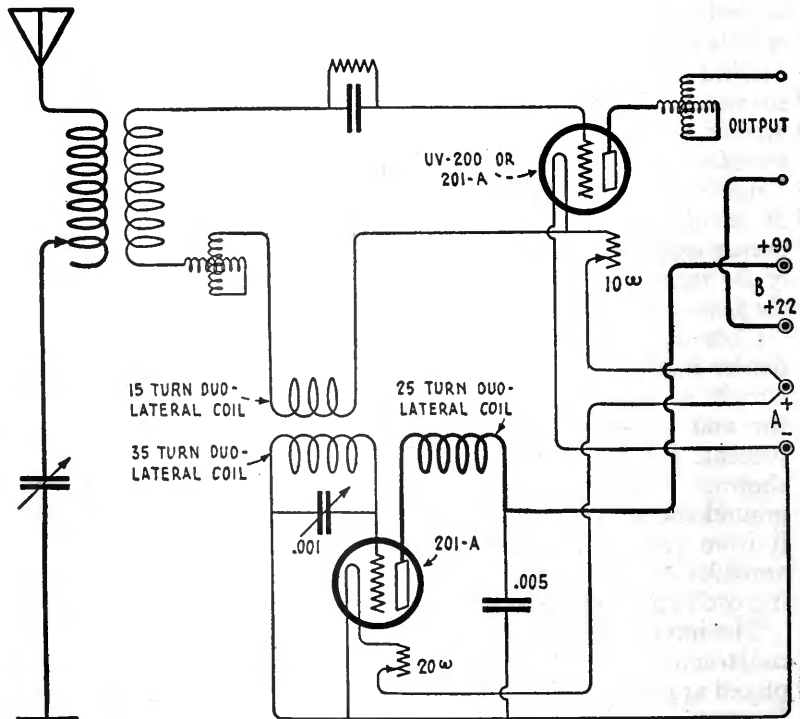 UV-200 OR
201-A
OUTPUT
+90
B
+22
10ω
15 TURN DUO-
LATERAL COIL
25 TURN DUO-
LATERAL COIL
+
A
-
35 TURN DUO-
LATERAL COIL
.001
201-A
.005
20ω